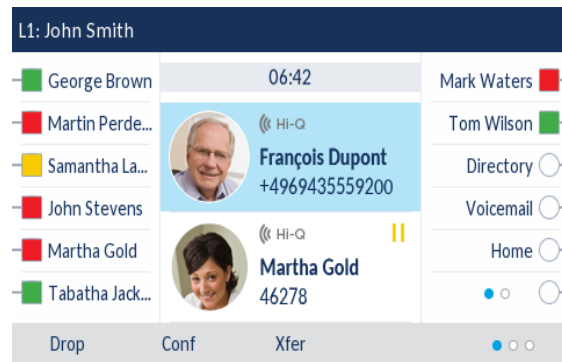 L1: John Smith
George Brown
Martin Perde...
Samantha La...
John Stevens
Martha Gold
Tabatha Jack...
06:42
Hi-Q
François Dupont
+4969435559200
Hi-Q
Martha Gold
46278
Mark Waters
Tom Wilson
Directory
Voicemail
Home
Drop
Conf
Xfer